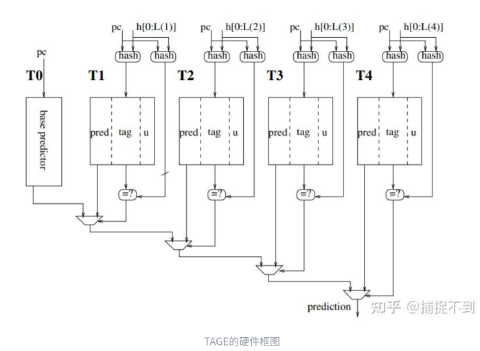 pc h[0:L(1)] pc h[0:L(2)] pc h[0:L(3)] pc h[0:L(4)]
pc
hash hash hash hash hash hash hash hash
T0 T1 T2 T3 T4
base predictor
pred tag u pred tag u pred tag u pred tag u
=? =? =? =?
prediction
知乎 @捕捉不到
TAGE的硬件框图